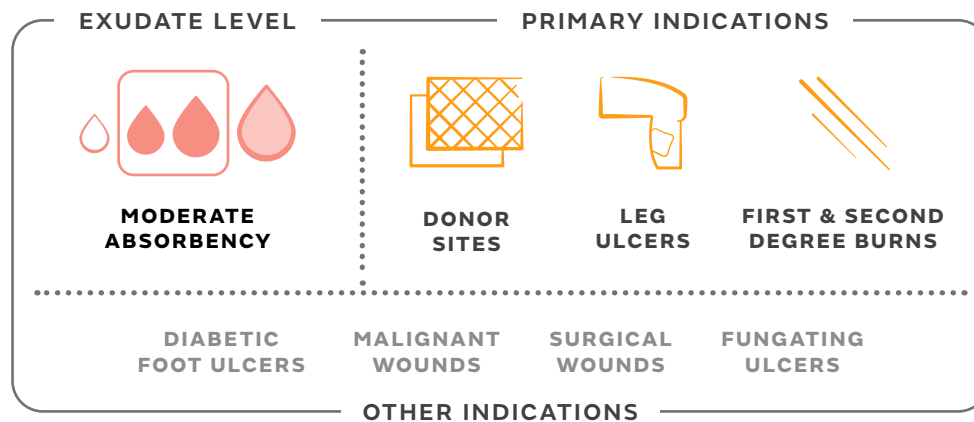 EXUDATE LEVEL
PRIMARY INDICATIONS
MODERATE
ABSORBENCY
DONOR
SITES
LEG
ULCERS
FIRST & SECOND
DEGREE BURNS
DIABETIC
FOOT ULCERS
MALIGNANT
WOUNDS
SURGICAL
WOUNDS
FUNGATING
ULCERS
OTHER INDICATIONS